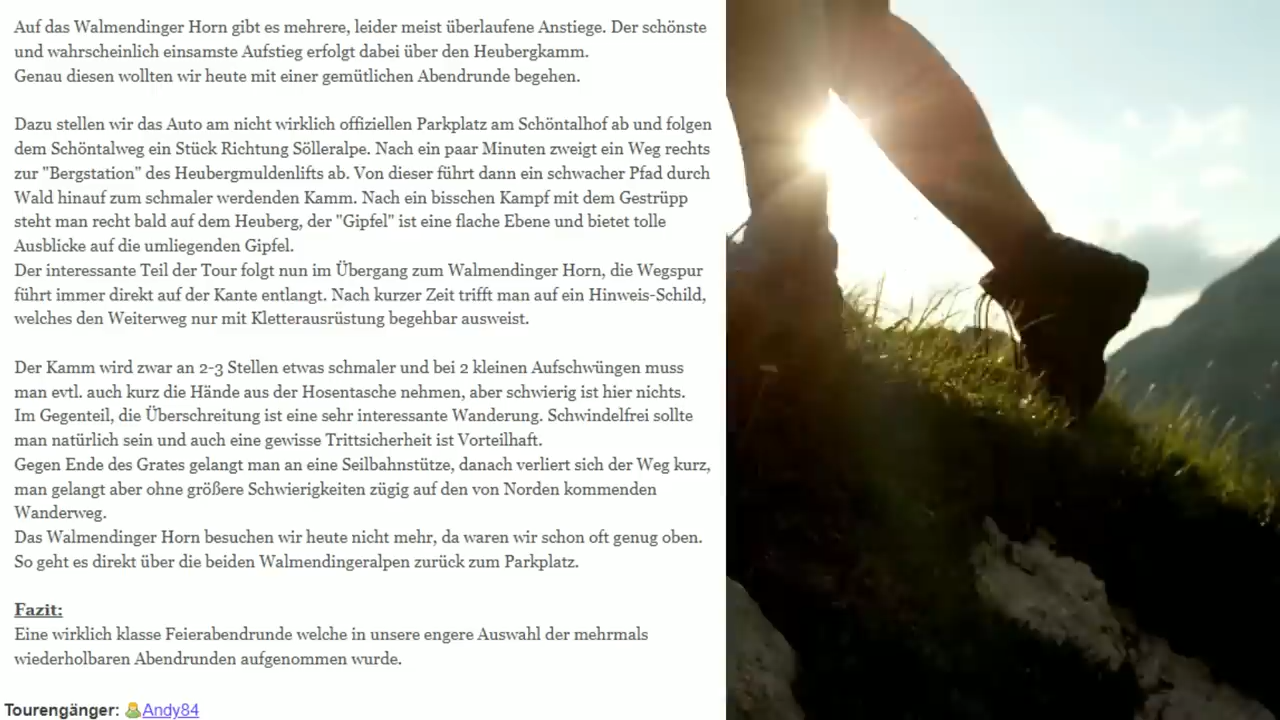 Auf das Walmendinger Horn gibt es mehrere, leider meist überlaufene Anstiege. Der schönste
und wahrscheinlich einsamste Aufstieg erfolgt dabei über den Heubergkamm.
Genau diesen wollten wir heute mit einer gemütlichen Abendrunde begehen.
Dazu stellen wir das Auto am nicht wirklich offiziellen Parkplatz am Schöntalhof ab und folgen
dem Schöntalweg ein Stück Richtung Sölleralpe. Nach ein paar Minuten zweigt ein Weg rechts
zur "Bergstation" des Heubergmuldenlifts ab. Von dieser führt dann ein schwacher Pfad durch
Wald hinauf zum schmaler werdenden Kamm. Nach ein bisschen Kampf mit dem Gestrüpp
steht man recht bald auf dem Heuberg, der "Gipfel" ist eine flache Ebene und bietet tolle
Ausblicke auf die umliegenden Gipfel.
Der interessante Teil der Tour folgt nun im Übergang zum Walmendinger Horn, die Wegspur
führt immer direkt auf der Kante entlangt. Nach kurzer Zeit trifft man auf ein Hinweis-Schild,
welches den Weiterweg nur mit Kletterausrüstung begehbar ausweist.
Der Kamm wird zwar an 2-3 Stellen etwas schmaler und bei 2 kleinen Aufschwüngen muss
man evtl. auch kurz die Hände aus der Hosentasche nehmen, aber schwierig ist hier nichts.
Im Gegenteil, die Überschreitung ist eine sehr interessante Wanderung. Schwindelfrei sollte
man natürlich sein und auch eine gewisse Trittsicherheit ist Vorteilhaft.
Gegen Ende des Grates gelangt man an eine Seilbahnstütze, danach verliert sich der Weg kurz,
man gelangt aber ohne größere Schwierigkeiten zügig auf den von Norden kommenden
Wanderweg.
Das Walmendinger Horn besuchen wir heute nicht mehr, da waren wir schon oft genug oben.
So geht es direkt über die beiden Walmendingeralpen zurück zum Parkplatz.
Fazit:
Eine wirklich klasse Feierabendrunde welche in unsere engere Auswahl der mehrmals
wiederholbaren Abendrunden aufgenommen wurde.
Tourengänger: Andy84